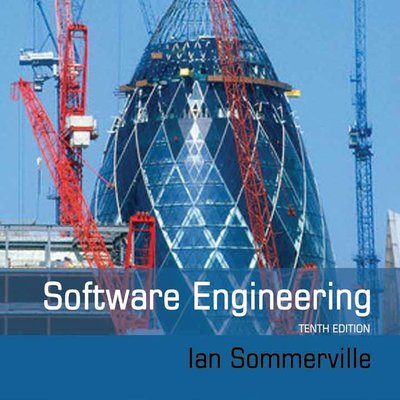 Software Engineering
TENTH EDITION
Ian Sommerville